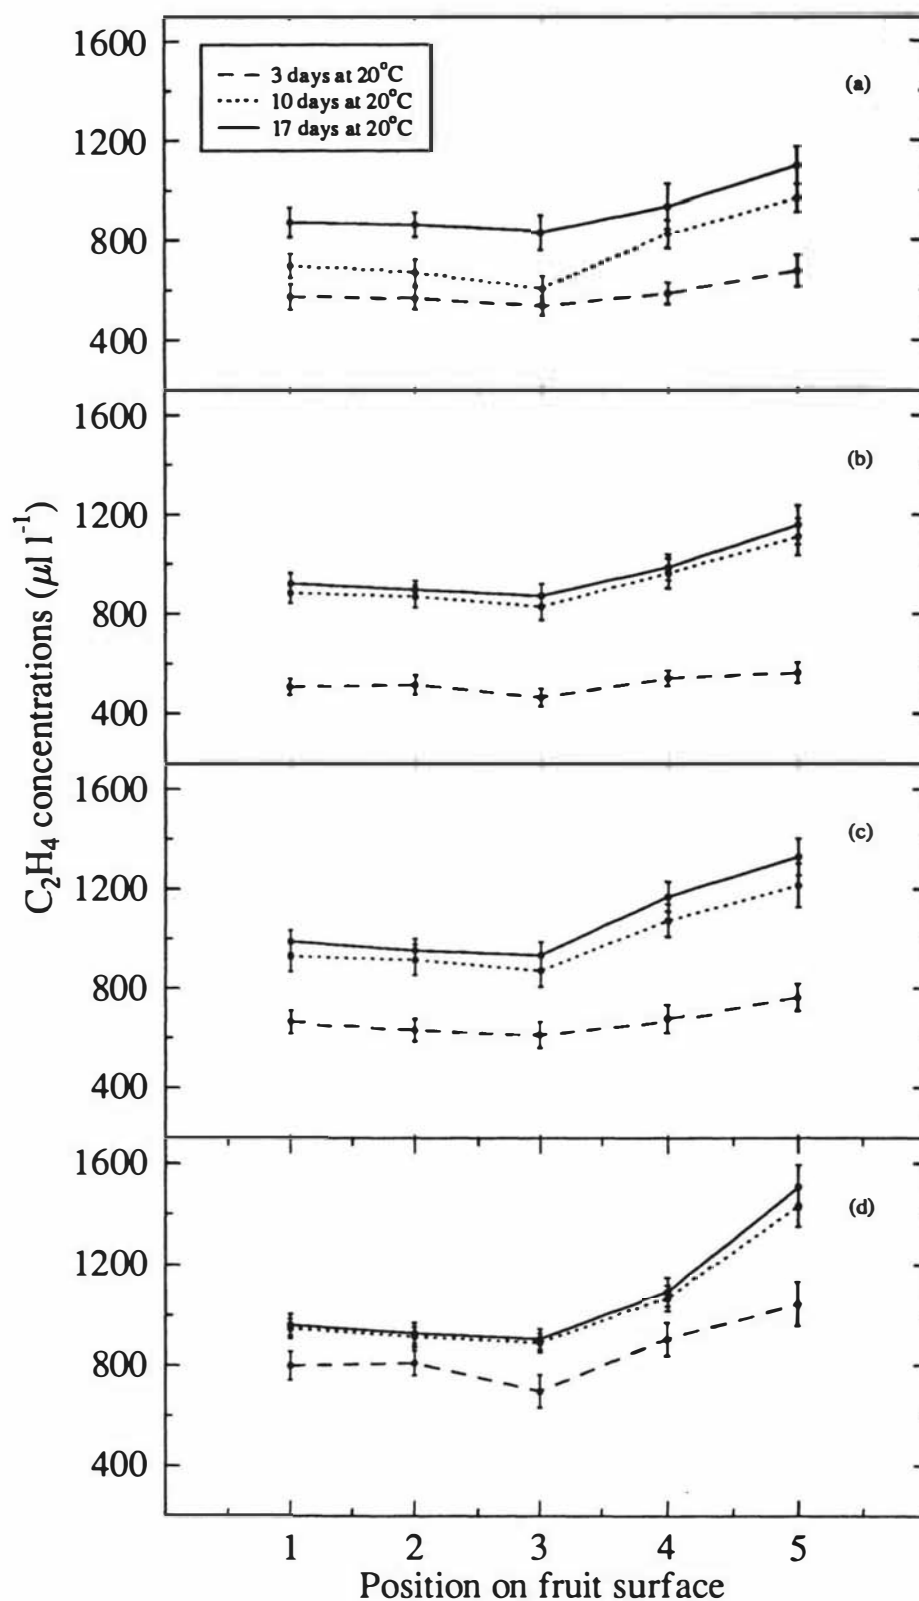 1600
(a)
3 days at 20°C
10 days at 20°C
17 days at 20°C
1200
800
400
1600
(b)
1200
800
400
C₂H₄ concentrations (μl l⁻¹)
1600
(c)
1200
800
400
1600
(d)
1200
800
400
1 2 3 4 5
Position on fruit surface